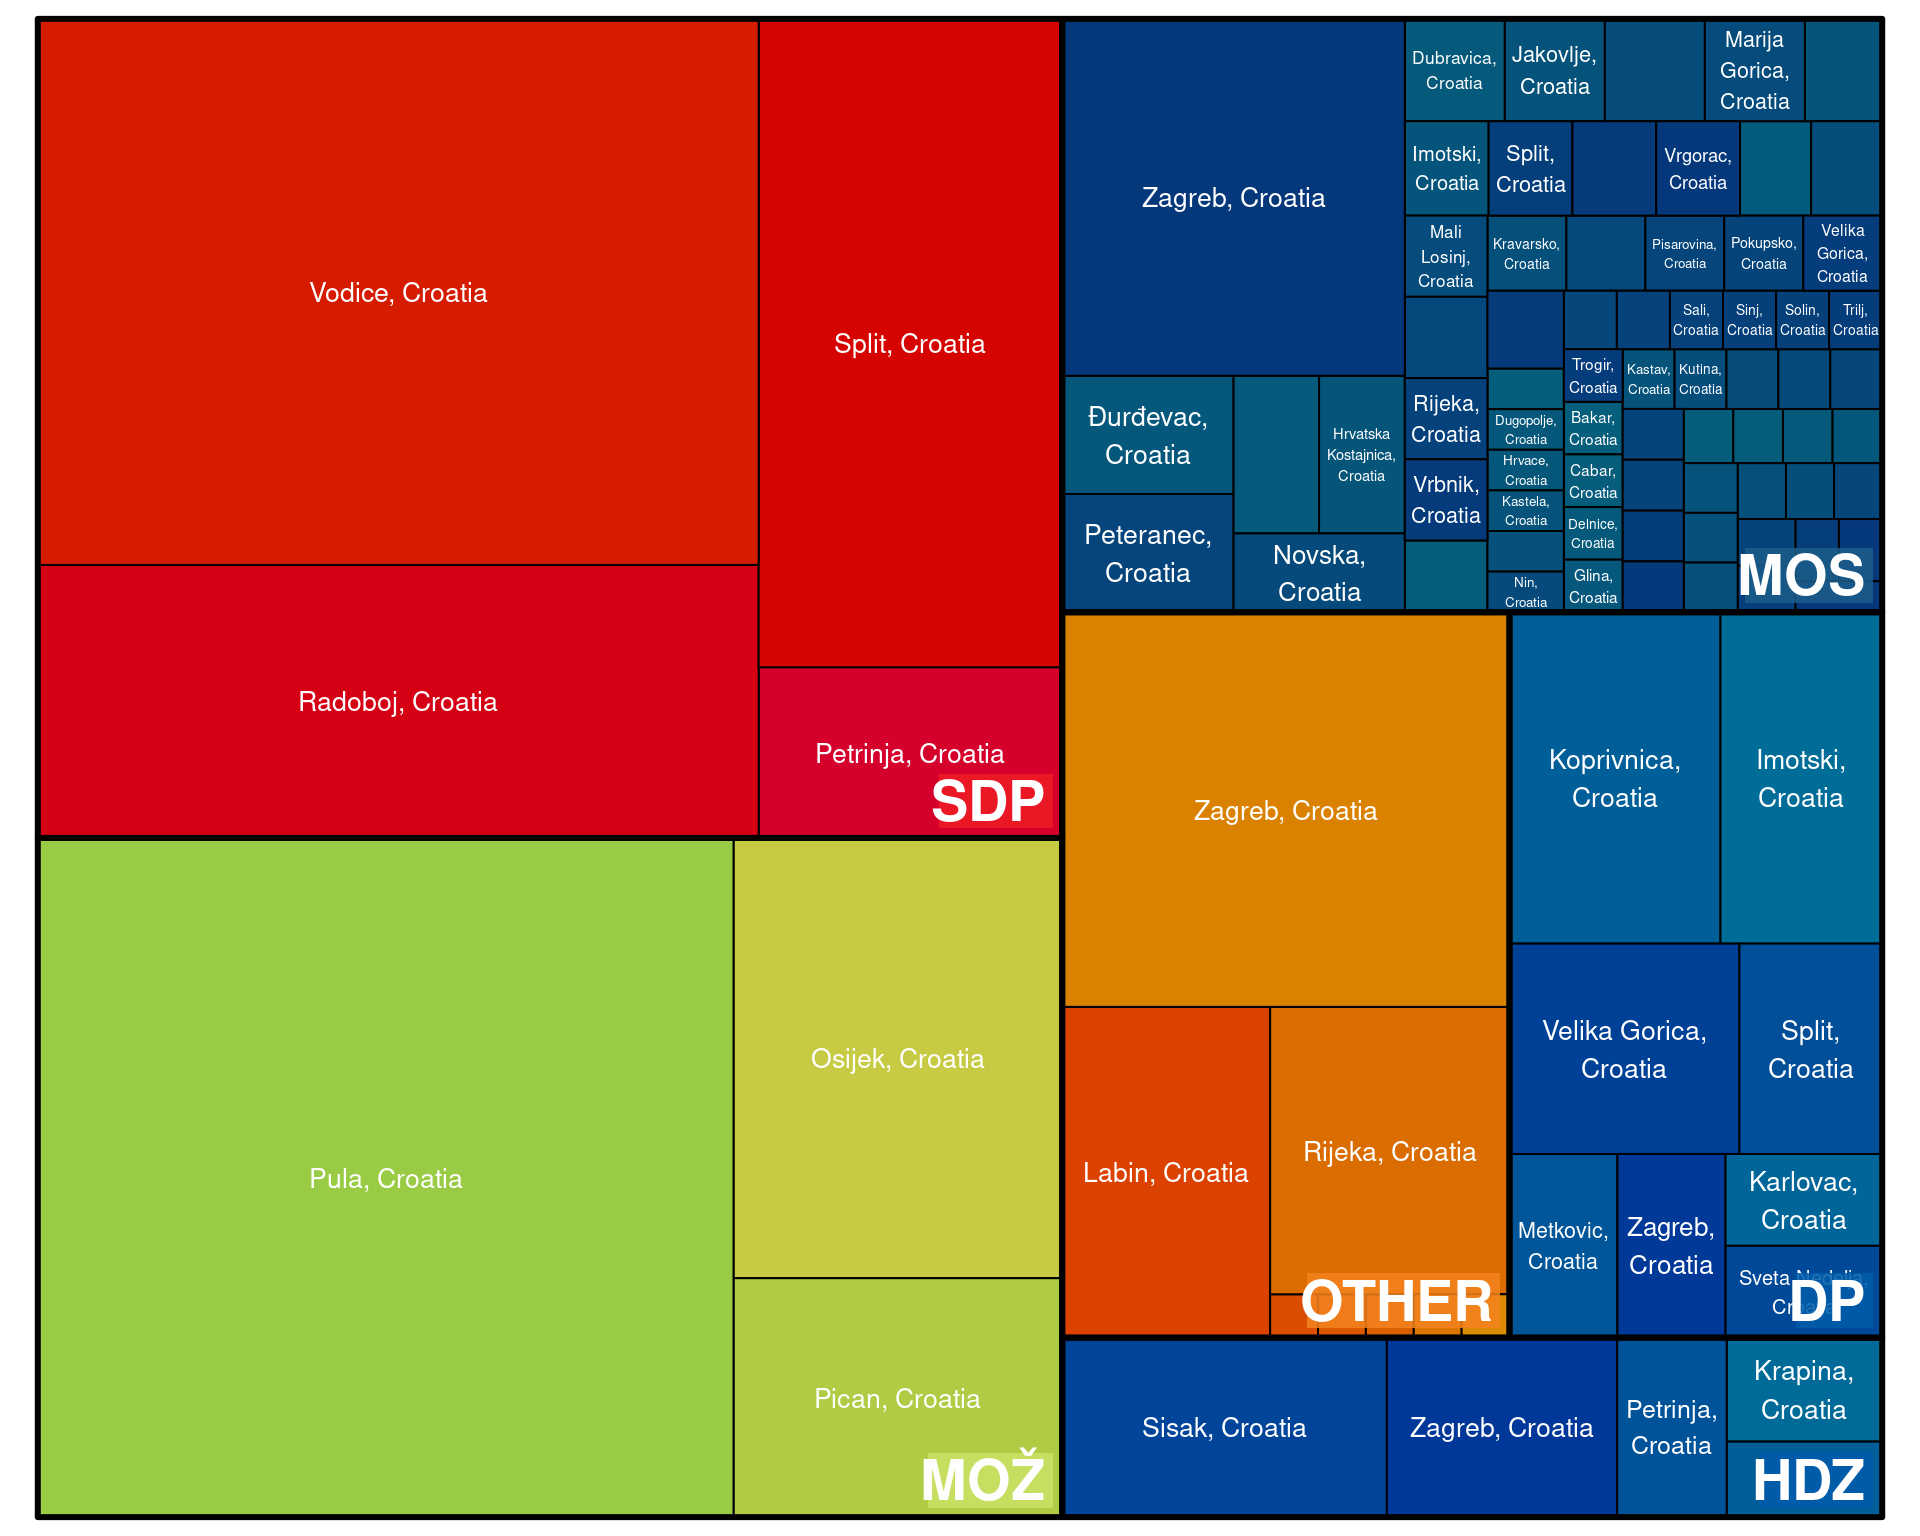 Vodice, Croatia
Split, Croatia
Radoboj, Croatia
Petrinja, Croatia
SDP
Pula, Croatia
Osijek, Croatia
Pican, Croatia
MOŽ
Zagreb, Croatia
Đurđevac,
Croatia
Peteranec,
Croatia
Hrvatska
Kostajnica,
Croatia
Novska,
Croatia
Dubravica,
Croatia
Jakovlje,
Croatia
Marija
Gorica,
Croatia
Imotski,
Croatia
Split,
Croatia
Vrgorac,
Croatia
Mali
Losinj,
Croatia
Kravarsko,
Croatia
Pisarovina,
Croatia
Pokupsko,
Croatia
Velika
Gorica,
Croatia
Rijeka,
Croatia
Vrbnik,
Croatia
Sali,
Croatia
Sinj,
Croatia
Solin,
Croatia
Trilj,
Croatia
Trogir,
Croatia
Kastav,
Croatia
Kutina,
Croatia
Dugopolje,
Croatia
Hrvace,
Croatia
Kastela,
Croatia
Nin,
Croatia
Bakar,
Croatia
Cabar,
Croatia
Delnice,
Croatia
Glina,
Croatia
MOS
Zagreb, Croatia
Labin, Croatia
Rijeka, Croatia
OTHER
Koprivnica,
Croatia
Imotski,
Croatia
Velika Gorica,
Croatia
Split,
Croatia
Metkovic,
Croatia
Zagreb,
Croatia
Karlovac,
Croatia
Sveta Nedelja,
Croatia
DP
Sisak, Croatia
Zagreb, Croatia
Petrinja,
Croatia
Krapina,
Croatia
HDZ